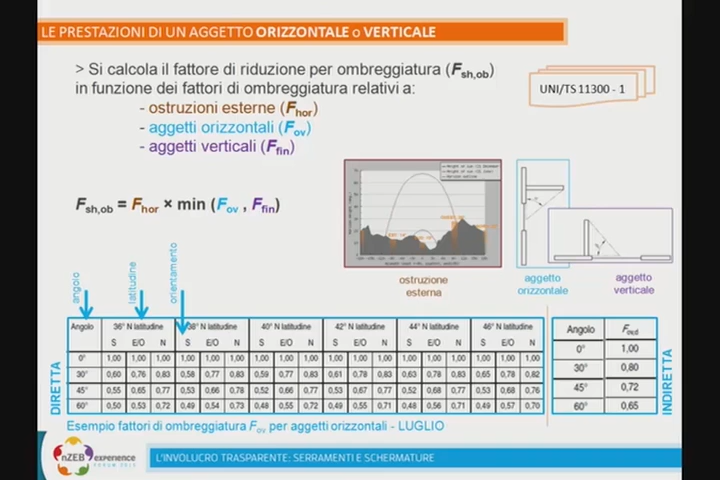 LE PRESTAZIONI DI UN AGGETTO ORIZZONTALE o VERTICALE
> Si calcola il fattore di riduzione per ombreggiatura (Fsh,ob)
in funzione dei fattori di ombreggiatura relativi a:
- ostruzioni esterne (Fhor)
- aggetti orizzontali (Fov)
- aggetti verticali (Ffin)
UNI/TS 11300 - 1
Fsh,ob = Fhor × min (Fov , Ffin)
ostruzione
esterna
aggetto
orizzontale
aggetto
verticale
angolo
latitudine
orientamento
DIRETTA
Angolo 36° N latitudine 38° N latitudine 40° N latitudine 42° N latitudine 44° N latitudine 46° N latitudine
S E/O N S E/O N S E/O N S E/O N S E/O N S E/O N
0° 1,00 1,00 1,00 1,00 1,00 1,00 1,00 1,00 1,00 1,00 1,00 1,00 1,00 1,00 1,00 1,00 1,00 1,00
30° 0,60 0,76 0,83 0,58 0,77 0,83 0,59 0,77 0,83 0,61 0,78 0,83 0,63 0,78 0,83 0,65 0,78 0,82
45° 0,55 0,65 0,77 0,53 0,66 0,78 0,52 0,66 0,77 0,53 0,67 0,77 0,52 0,68 0,77 0,53 0,68 0,76
60° 0,50 0,53 0,72 0,49 0,54 0,73 0,48 0,55 0,72 0,49 0,55 0,71 0,48 0,56 0,71 0,49 0,57 0,70
Angolo Fov,d
0° 1,00
30° 0,80
45° 0,72
60° 0,65
INDIRETTA
Esempio fattori di ombreggiatura Fov per aggetti orizzontali - LUGLIO
nZEB experience
FORUM 2013
L'INVOLUCRO TRASPARENTE: SERRAMENTI E SCHERMATURE